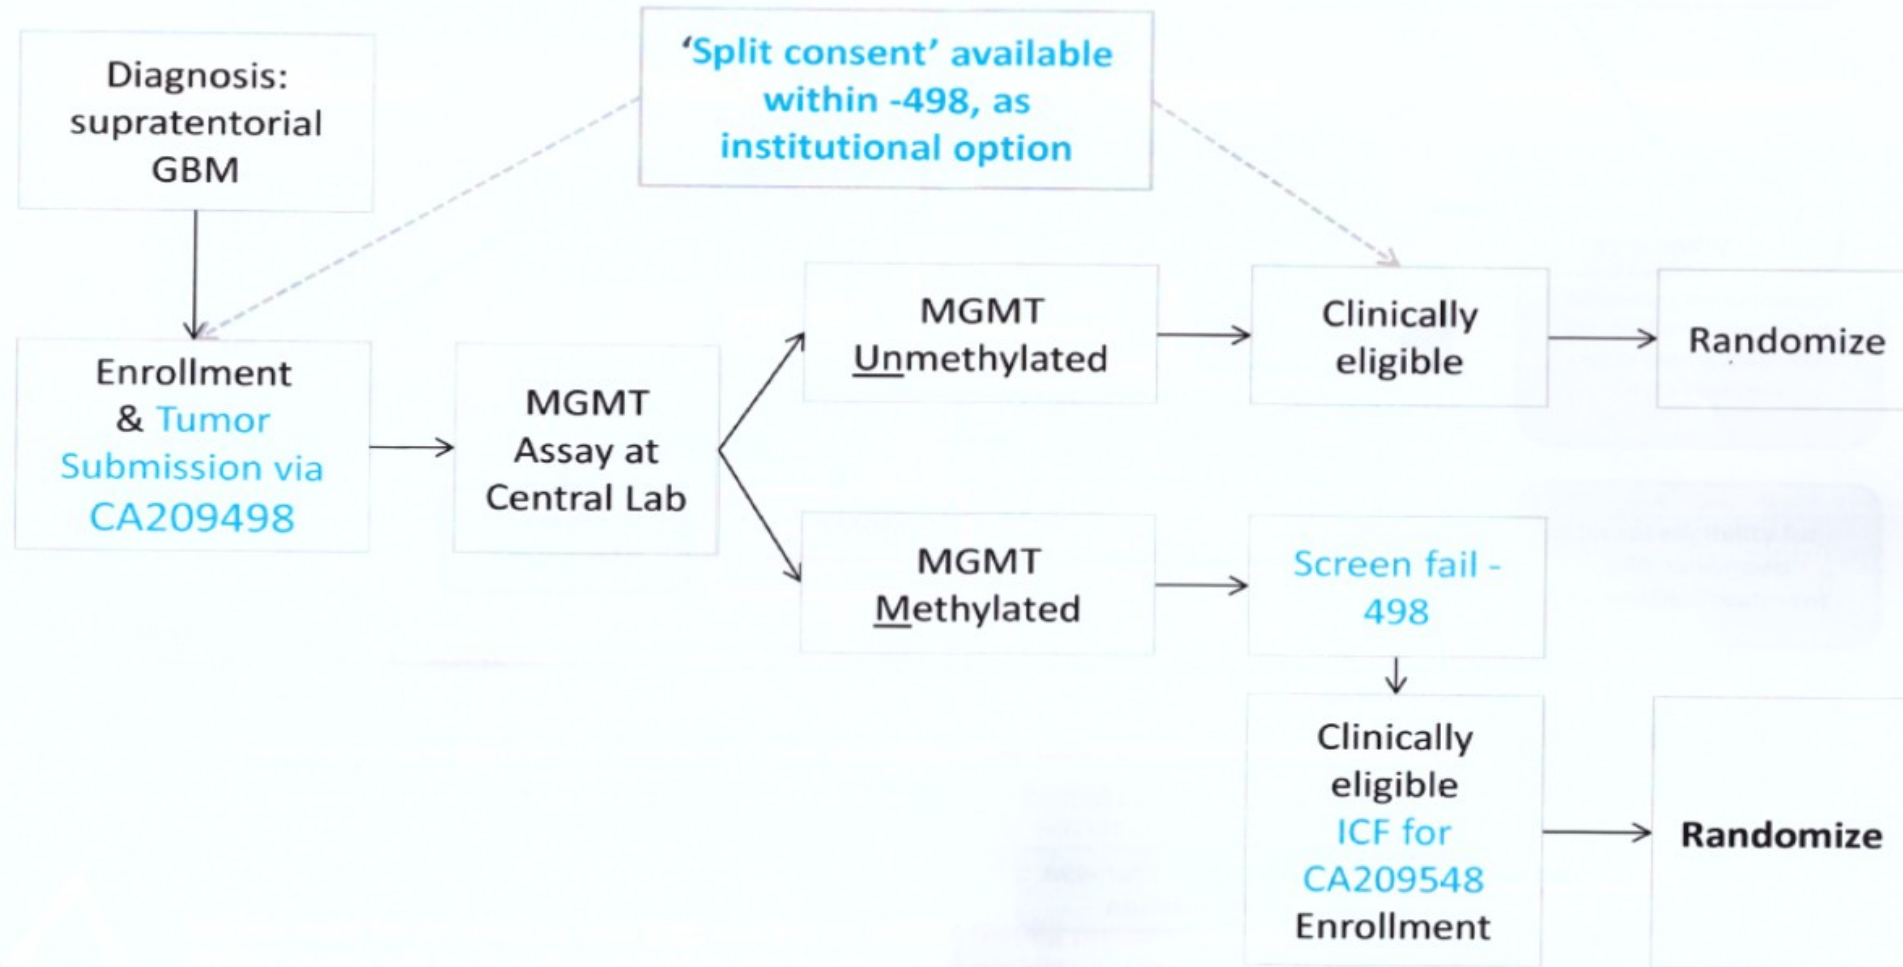 Diagnosis:
supratentorial
GBM
‘Split consent’ available
within -498, as
institutional option
Enrollment
& Tumor
Submission via
CA209498
MGMT
Assay at
Central Lab
MGMT
Unmethylated
Clinically
eligible
Randomize
MGMT
Methylated
Screen fail -
498
Clinically
eligible
ICF for
CA209548
Enrollment
Randomize